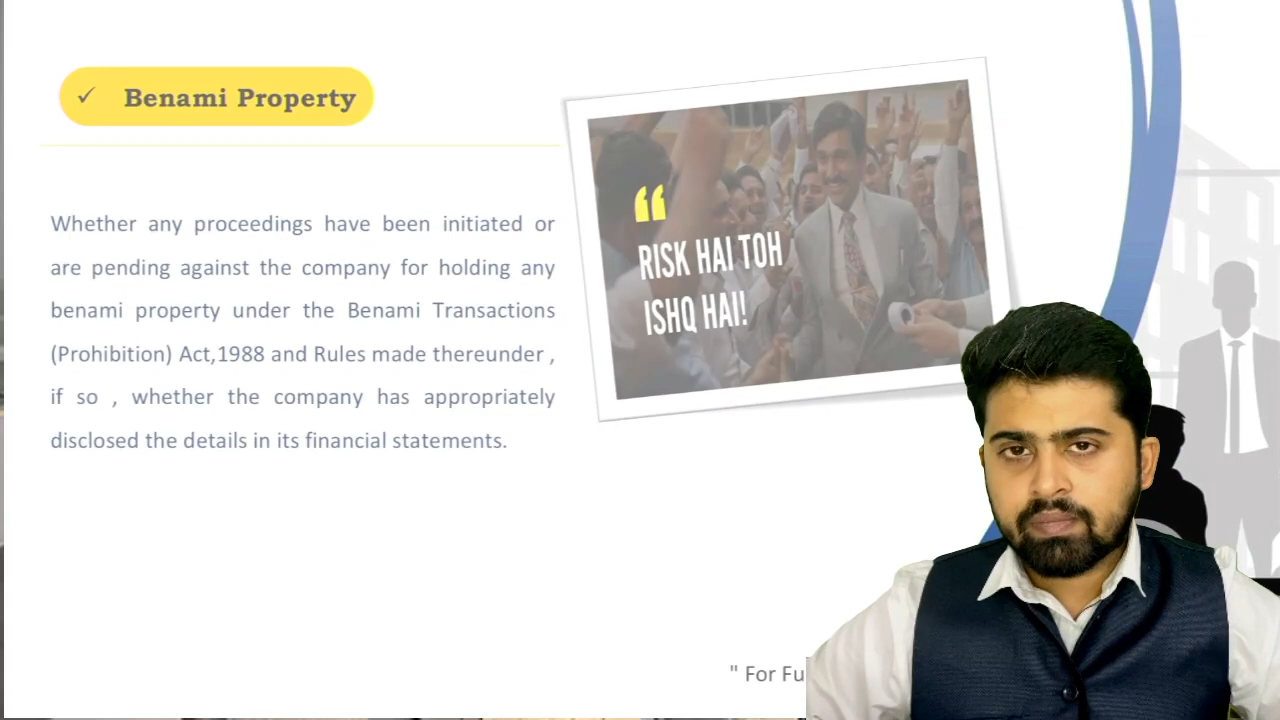 ✓ Benami Property
Whether any proceedings have been initiated or
are pending against the company for holding any
benami property under the Benami Transactions
(Prohibition) Act,1988 and Rules made thereunder ,
if so , whether the company has appropriately
disclosed the details in its financial statements.
“
RISK HAI TOH
ISHQ HAI!
" For